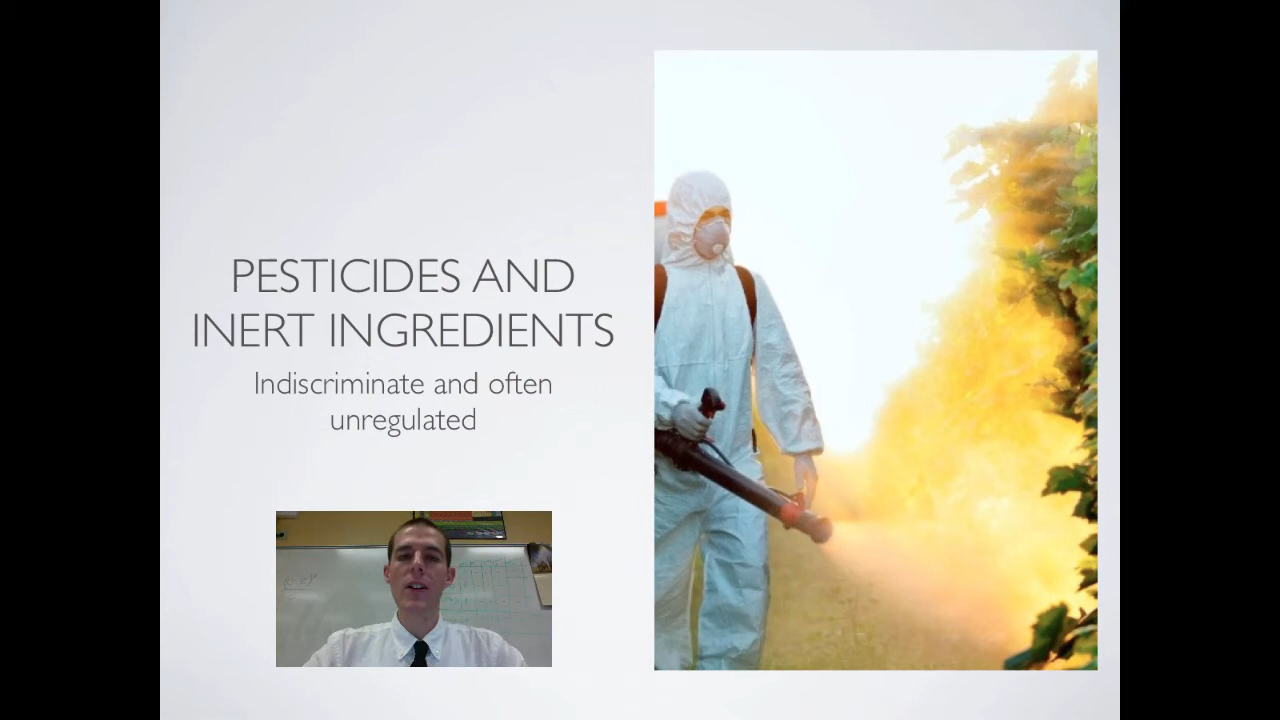 PESTICIDES AND
INERT INGREDIENTS
Indiscriminate and often
unregulated